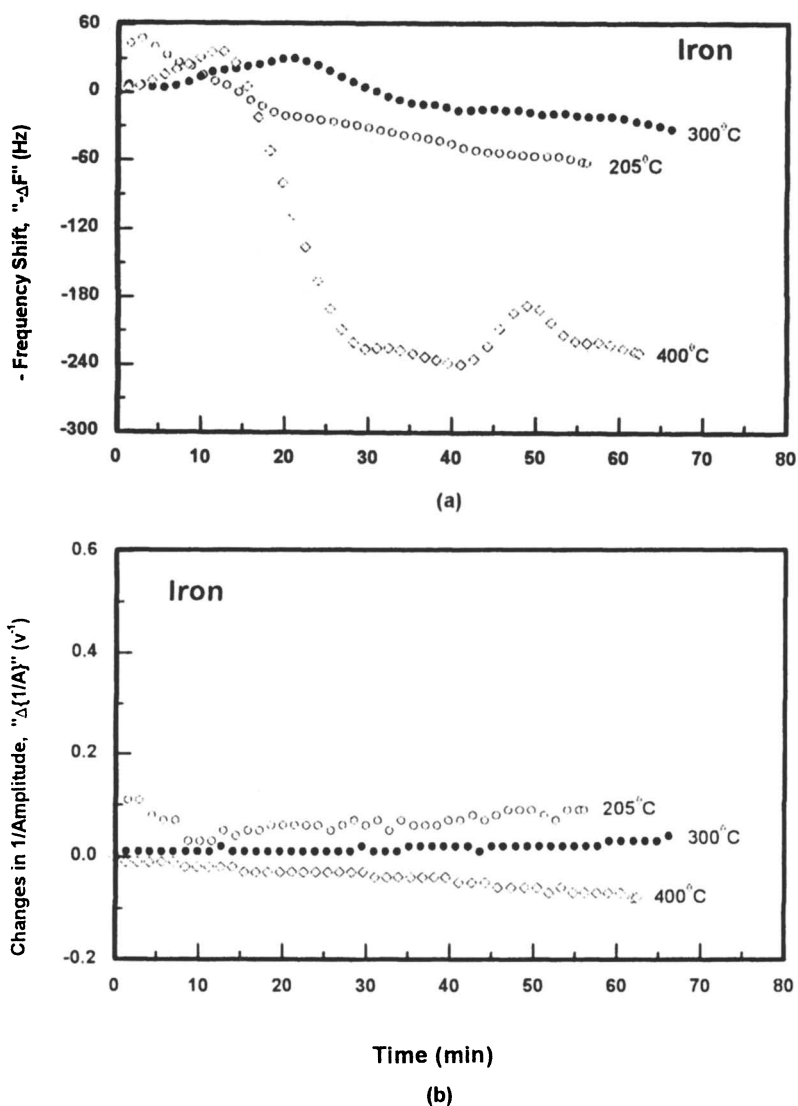 Iron
- Frequency Shift, "-ΔF" (Hz)
60
0
-60
-120
-180
-240
-300
300°C
205°C
400°C
0 10 20 30 40 50 60 70 80
(a)
Iron
Changes in 1/Amplitude, "Δ{1/A}" (v⁻¹)
0.6
0.4
0.2
0.0
-0.2
205°C
300°C
400°C
0 10 20 30 40 50 60 70 80
Time (min)
(b)